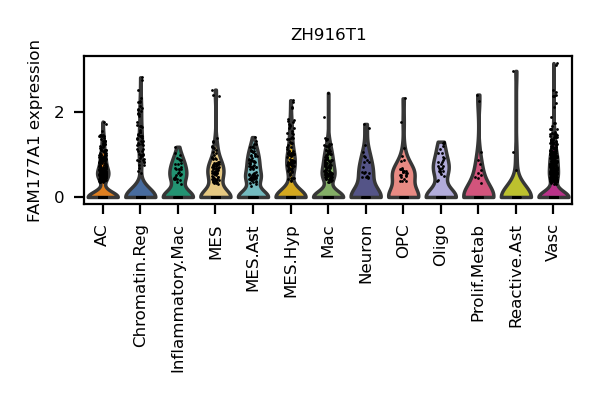 ZH916T1
FAM177A1 expression
2
0
AC
Chromatin.Reg
Inflammatory.Mac
MES
MES.Ast
MES.Hyp
Mac
Neuron
OPC
Oligo
Prolif.Metab
Reactive.Ast
Vasc